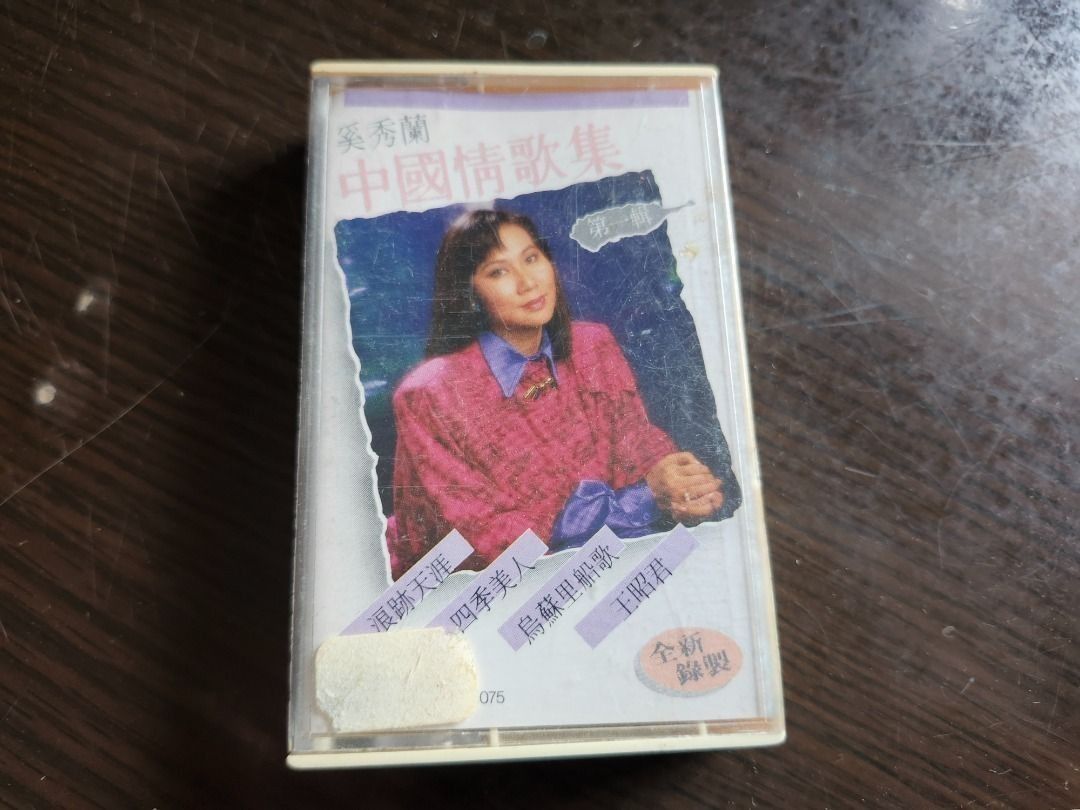 奚秀蘭
中國情歌集
第一輯
浪跡天涯
四季美人
烏蘇里船歌
王昭君
全新
錄製
075